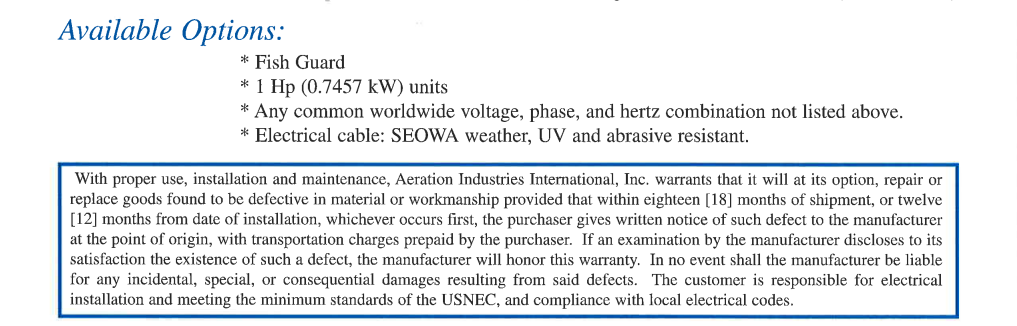 Available Options:
* Fish Guard
* 1 Hp (0.7457 kW) units
* Any common worldwide voltage, phase, and hertz combination not listed above.
* Electrical cable: SEOWA weather, UV and abrasive resistant.
With proper use, installation and maintenance, Aeration Industries International, Inc. warrants that it will at its option, repair or
replace goods found to be defective in material or workmanship provided that within eighteen [18] months of shipment, or twelve
[12] months from date of installation, whichever occurs first, the purchaser gives written notice of such defect to the manufacturer
at the point of origin, with transportation charges prepaid by the purchaser. If an examination by the manufacturer discloses to its
satisfaction the existence of such a defect, the manufacturer will honor this warranty. In no event shall the manufacturer be liable
for any incidental, special, or consequential damages resulting from said defects. The customer is responsible for electrical
installation and meeting the minimum standards of the USNEC, and compliance with local electrical codes.